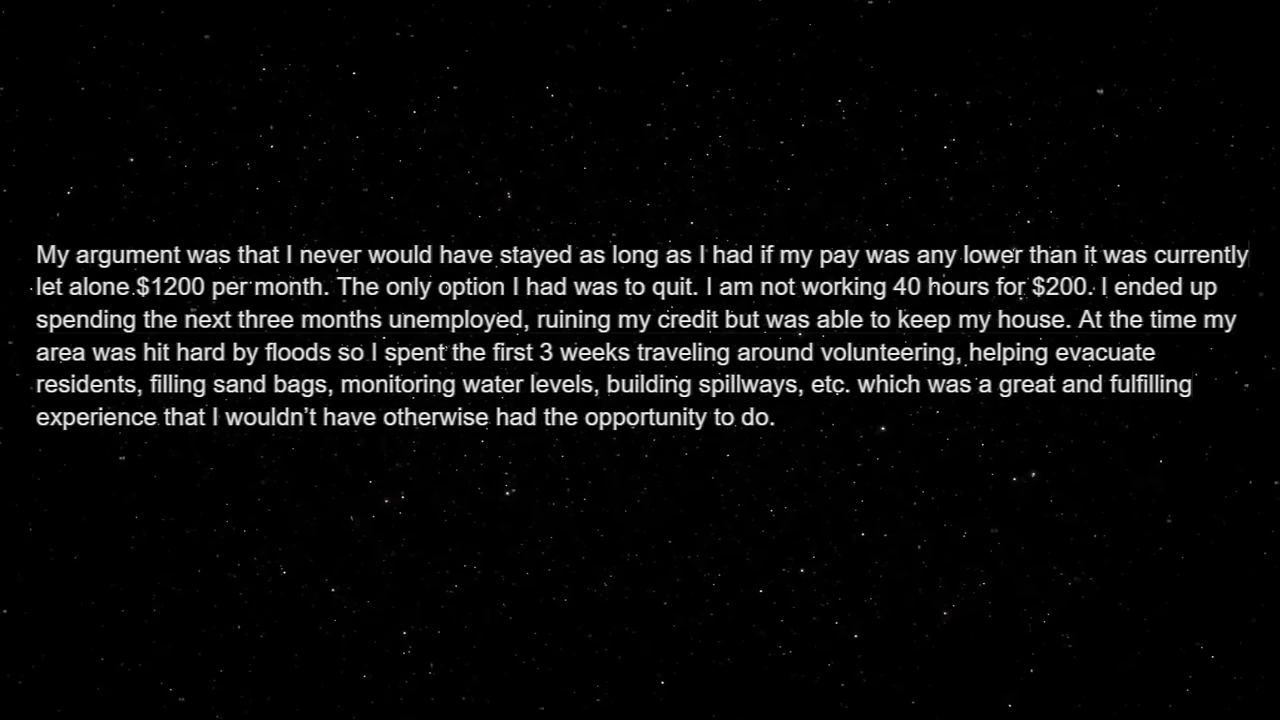 My argument was that I never would have stayed as long as I had if my pay was any lower than it was currently
let alone $1200 per month. The only option I had was to quit. I am not working 40 hours for $200. I ended up
spending the next three months unemployed, ruining my credit but was able to keep my house. At the time my
area was hit hard by floods so I spent the first 3 weeks traveling around volunteering, helping evacuate
residents, filling sand bags, monitoring water levels, building spillways, etc. which was a great and fulfilling
experience that I wouldn’t have otherwise had the opportunity to do.